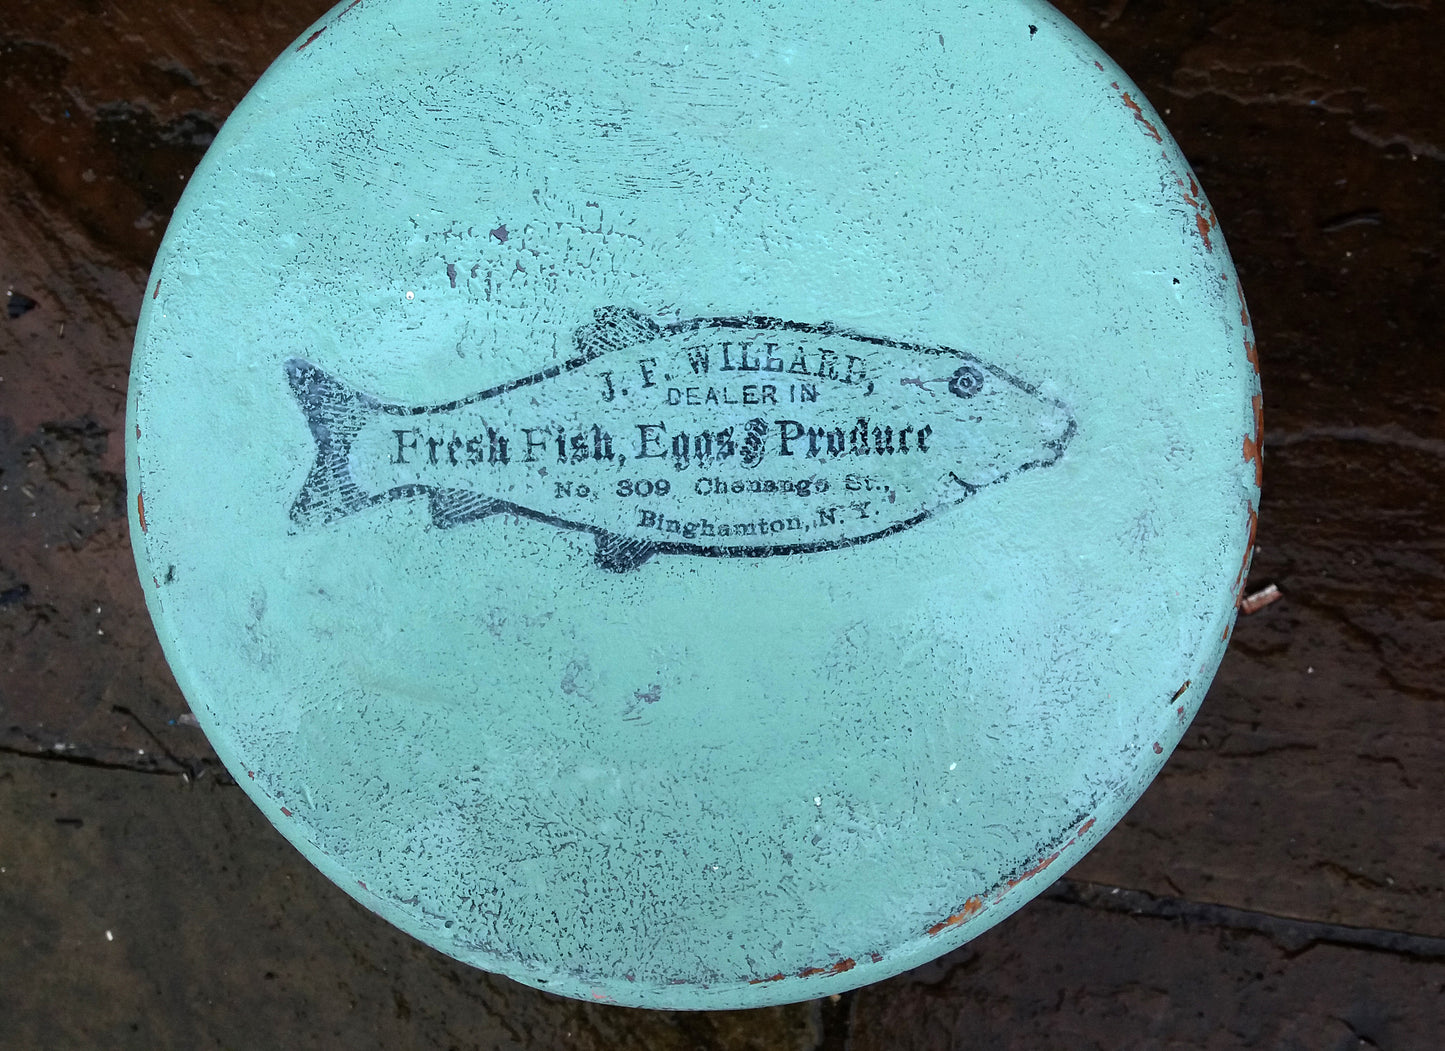 J. F. WILLARD,
DEALER IN
Fresh Fish, Eggs & Produce
No. 309 Chenango St.,
Binghamton, N. Y.